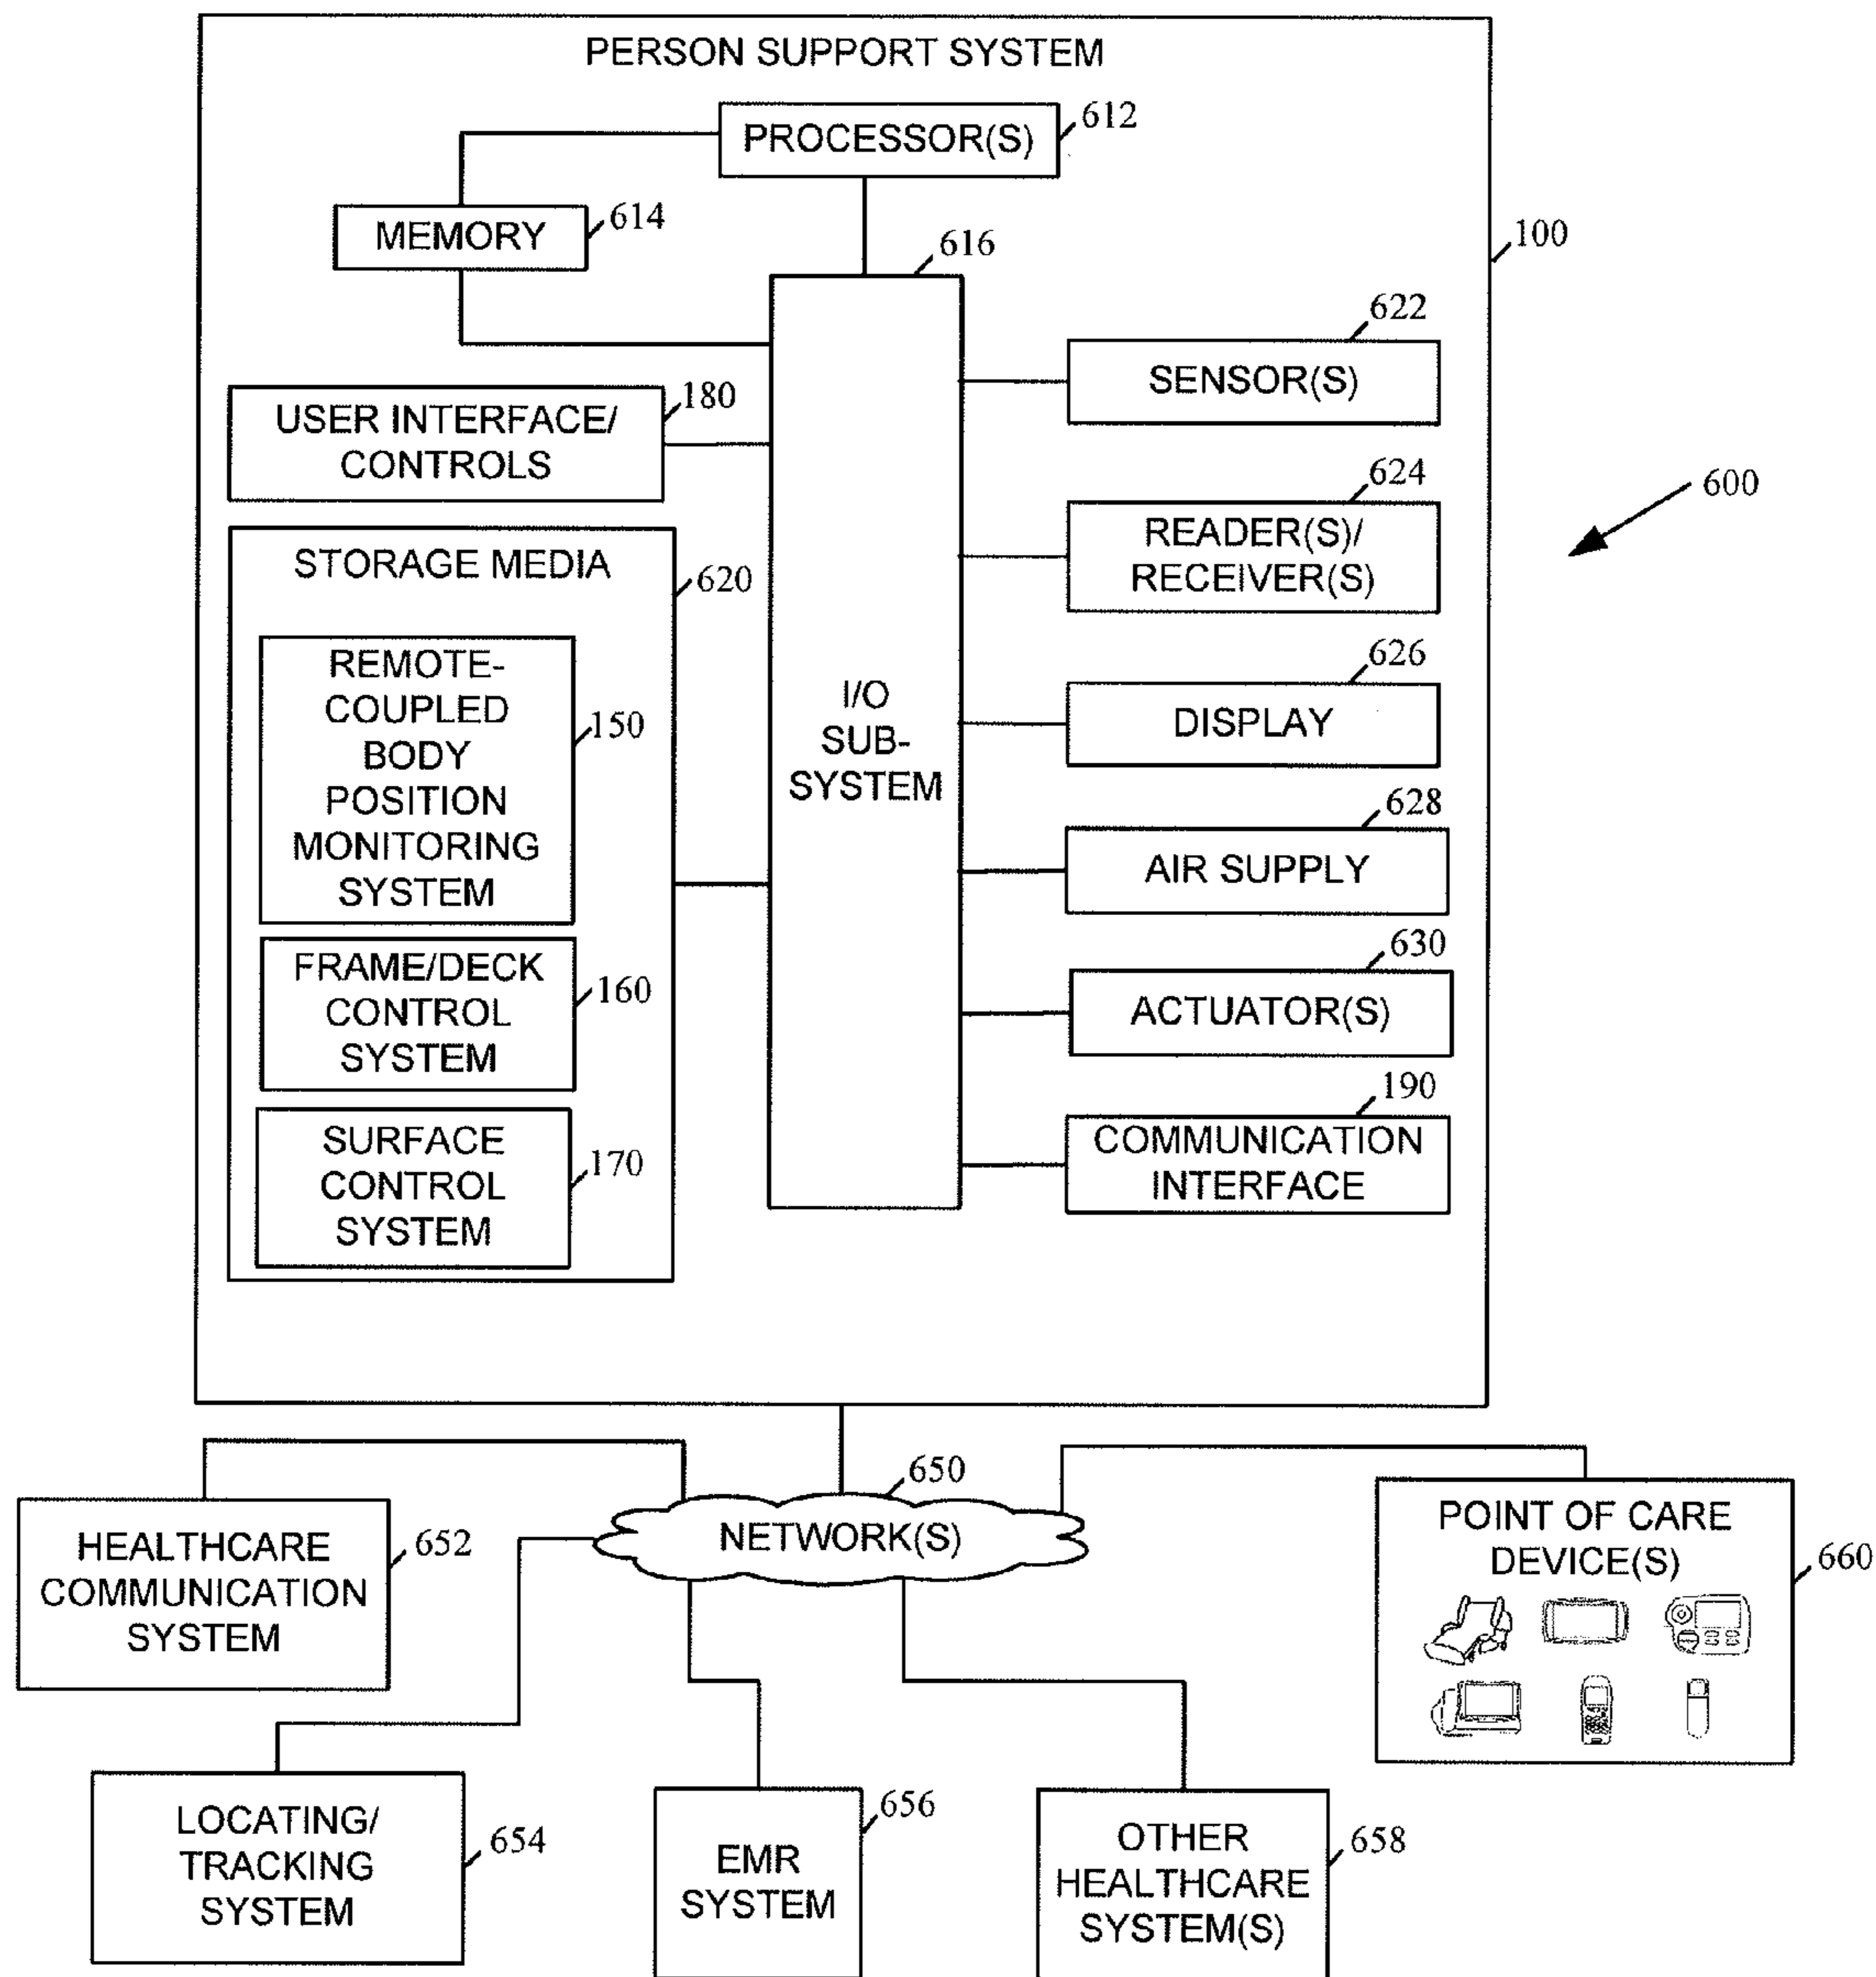 PERSON SUPPORT SYSTEM
PROCESSOR(S)
612
MEMORY
614
616
100
622
SENSOR(S)
USER INTERFACE/
CONTROLS
180
624
READER(S)/
RECEIVER(S)
600
STORAGE MEDIA
620
REMOTE-
COUPLED
BODY
POSITION
MONITORING
SYSTEM
150
I/O
SUB-
SYSTEM
626
DISPLAY
628
AIR SUPPLY
FRAME/DECK
CONTROL
SYSTEM
160
630
ACTUATOR(S)
SURFACE
CONTROL
SYSTEM
170
190
COMMUNICATION
INTERFACE
650
NETWORK(S)
HEALTHCARE
COMMUNICATION
SYSTEM
652
POINT OF CARE
DEVICE(S)
660
LOCATING/
TRACKING
SYSTEM
654
EMR
SYSTEM
656
OTHER
HEALTHCARE
SYSTEM(S)
658